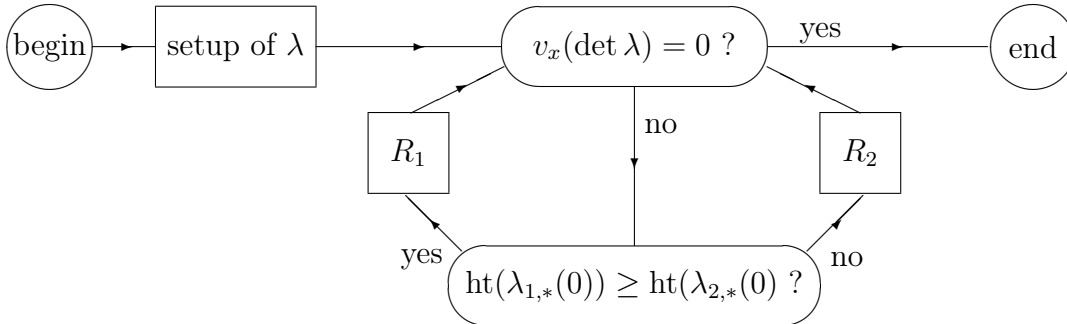 begin
setup of λ
v_x(det λ) = 0 ?
yes
end
no
R_1
R_2
yes
no
ht(λ_{1,*}(0)) ≥ ht(λ_{2,*}(0) ?